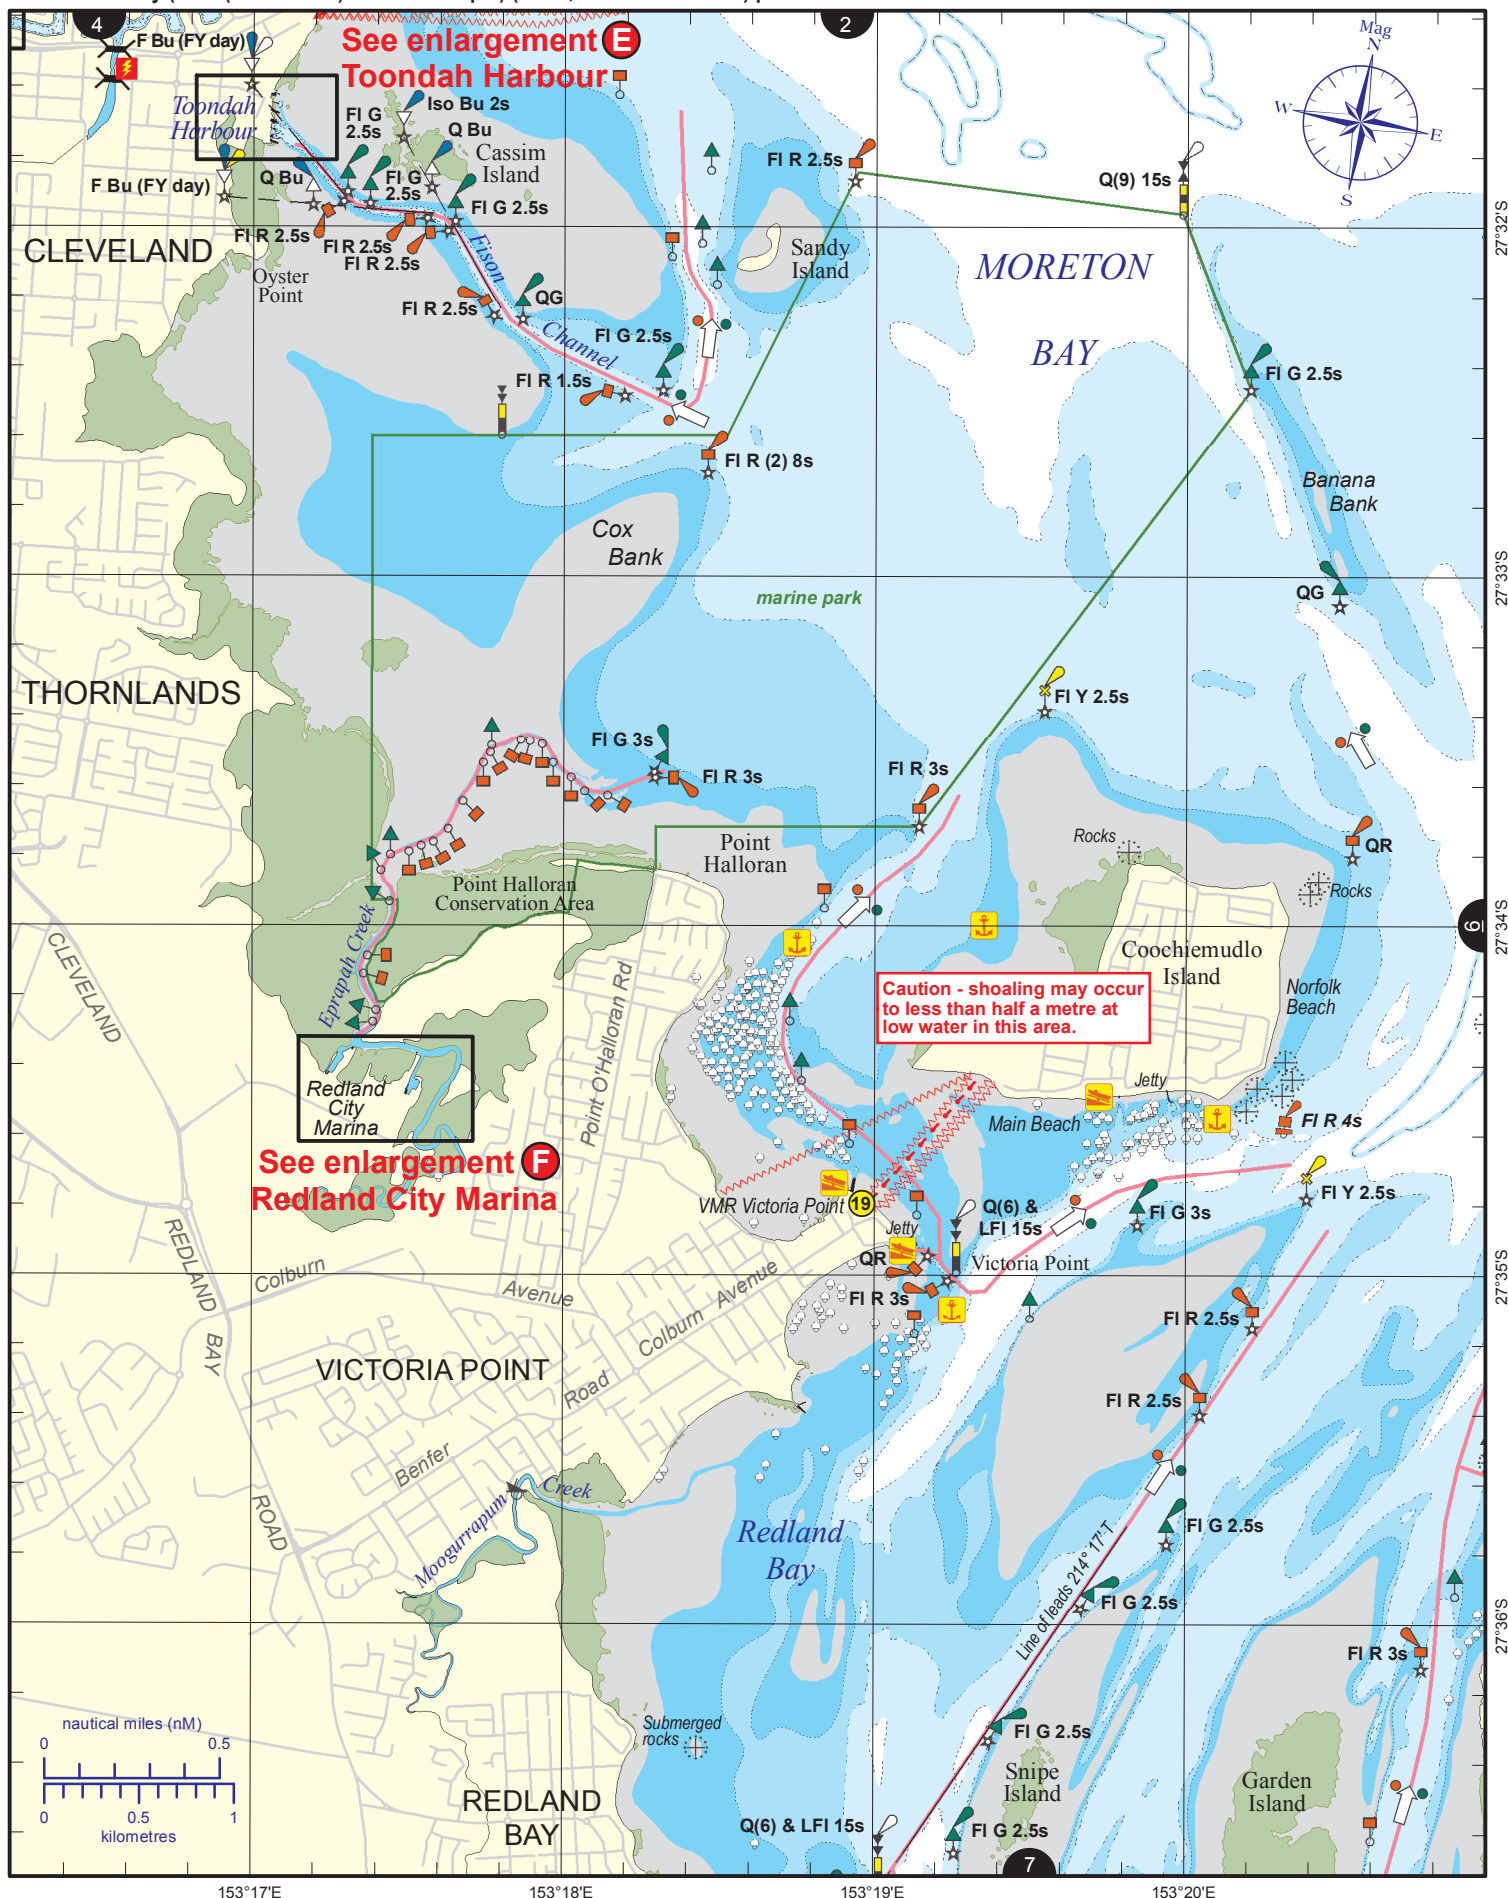 4
2
F Bu (FY day)
See enlargement E
Toondah Harbour
Mag
N
W
E
S
Toondah
Harbour
Fl G
2.5s
Iso Bu 2s
Q Bu
Cassim
Island
Fl R 2.5s
Q(9) 15s
F Bu (FY day)
Q Bu
Fl G
2.5s
Fl G 2.5s
Fl R 2.5s
Fl R 2.5s
Fl R 2.5s
27°32'S
CLEVELAND
Oyster
Point
Fison
Channel
Sandy
Island
MORETON
BAY
Fl R 2.5s
QG
Fl G 2.5s
Fl R 1.5s
Fl G 2.5s
Fl R (2) 8s
Banana
Bank
Cox
Bank
marine park
QG
27°33'S
THORNLANDS
Fl Y 2.5s
Fl G 3s
Fl R 3s
Fl R 3s
Point
Halloran
Rocks
QR
Rocks
Point Halloran
Conservation Area
Eprapah Creek
27°34'S
6
CLEVELAND
REDLAND
BAY
ROAD
Point O'Halloran Rd
Coochiemudlo
Island
Norfolk
Beach
Caution - shoaling may occur
to less than half a metre at
low water in this area.
Redland
City
Marina
See enlargement F
Redland City Marina
Jetty
Main Beach
Fl R 4s
VMR Victoria Point 19
Q(6) &
LFl 15s
Fl G 3s
Fl Y 2.5s
Jetty
QR
Victoria Point
Fl R 3s
27°35'S
Colburn
Avenue
Colburn Avenue
Fl R 2.5s
VICTORIA POINT
Fl R 2.5s
Benfer
Road
Moogurrapum
Creek
Redland
Bay
Fl G 2.5s
Line of leads 214° 17' T
Fl G 2.5s
27°36'S
Fl R 3s
nautical miles (nM)
0
0.5
0
0.5
1
kilometres
Submerged
rocks
Fl G 2.5s
Snipe
Island
Garden
Island
REDLAND
BAY
Q(6) & LFl 15s
Fl G 2.5s
7
153°17'E
153°18'E
153°19'E
153°20'E